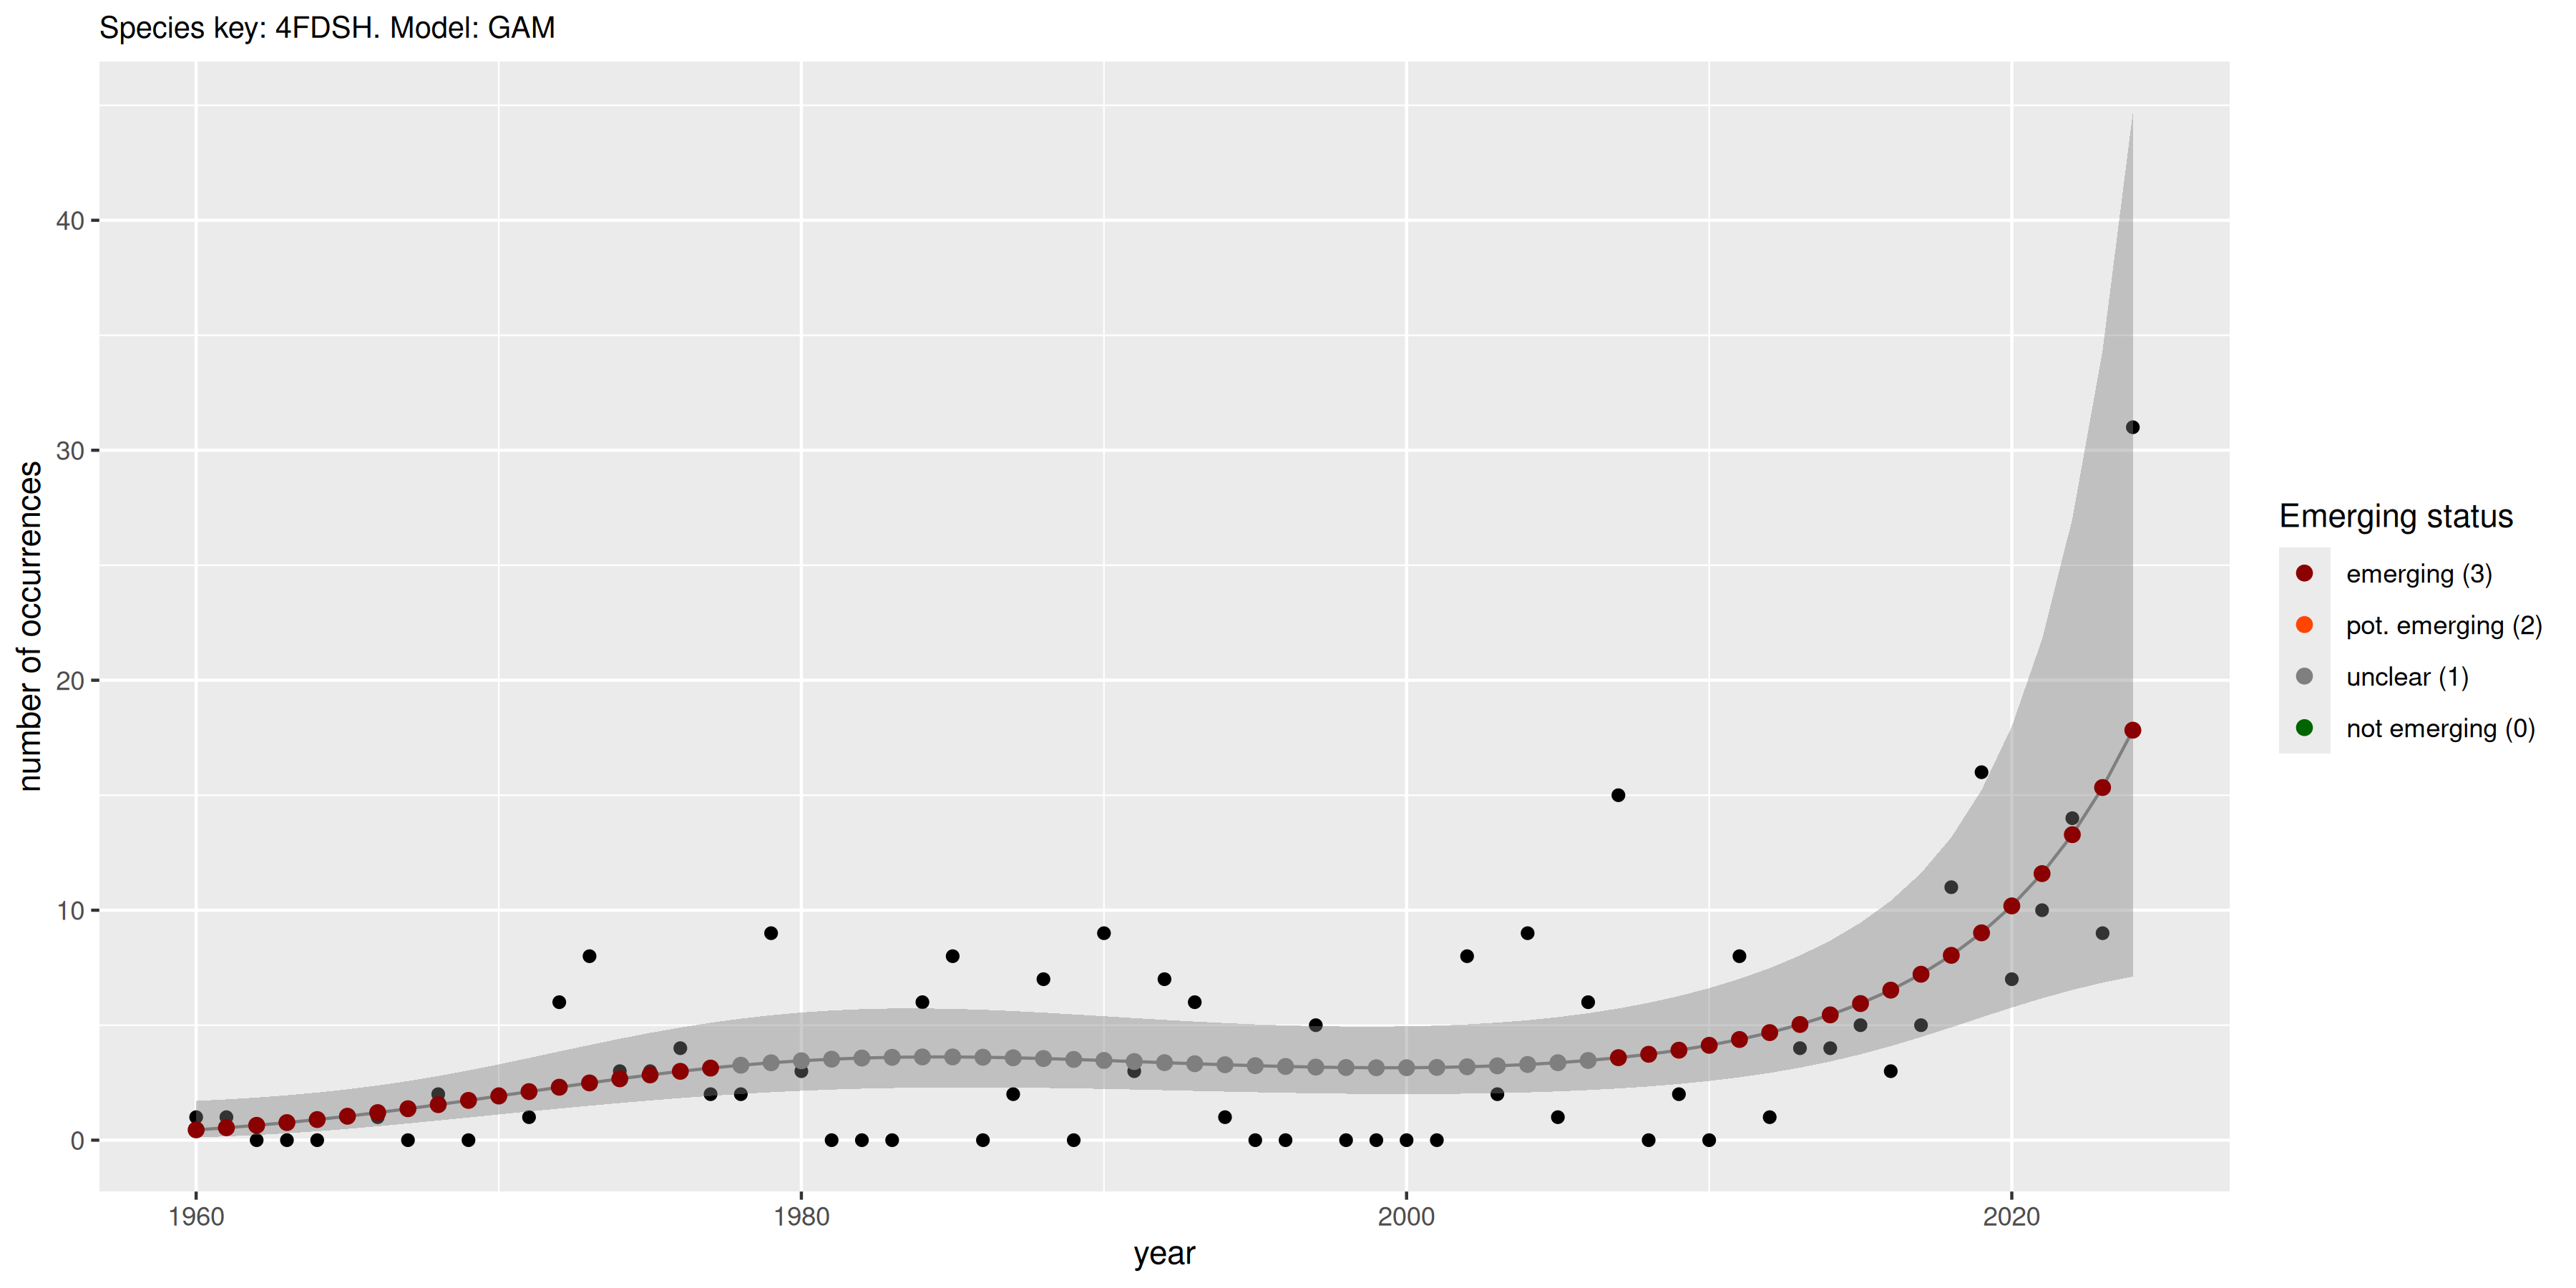 Species key: 4FDSH. Model: GAM
number of occurrences
40
30
20
10
0
1960
1980
2000
2020
year
Emerging status
emerging (3)
pot. emerging (2)
unclear (1)
not emerging (0)